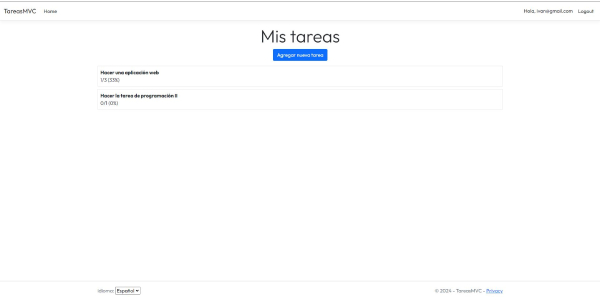 TareasMVC Home Hola, ivan@gmail.com Logout
Mis tareas
Agregar nueva tarea
Hacer una aplicación web
1/3 (33%)
Hacer la tarea de programación II
0/1 (0%)
Idioma: Español © 2024 - TareasMVC - Privacy